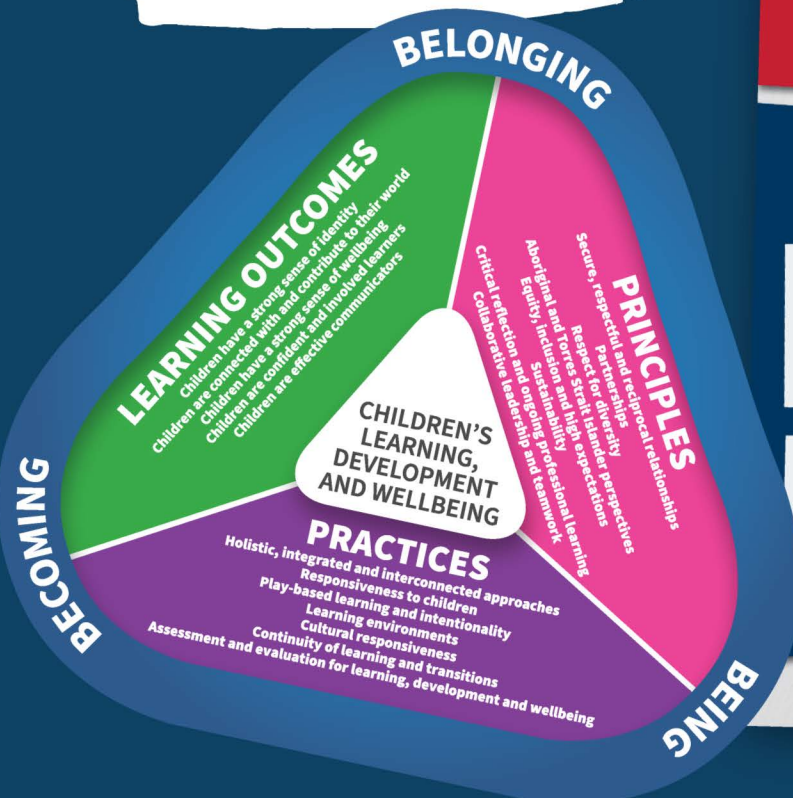 BELONGING
LEARNING OUTCOMES
Children have a strong sense of identity
Children are connected with and contribute to their world
Children have a strong sense of wellbeing
Children are confident and involved learners
Children are effective communicators
PRINCIPLES
Secure, respectful and reciprocal relationships
Partnerships
Respect for diversity
Aboriginal and Torres Strait Islander perspectives
Equity, inclusion and high expectations
Sustainability
Critical reflection and ongoing professional learning
Collaborative leadership and teamwork
CHILDREN'S
LEARNING,
DEVELOPMENT
AND WELLBEING
PRACTICES
Holistic, integrated and interconnected approaches
Responsiveness to children
Play-based learning and intentionality
Learning environments
Cultural responsiveness
Continuity of learning and transitions
Assessment and evaluation for learning, development and wellbeing
BECOMING
BEING